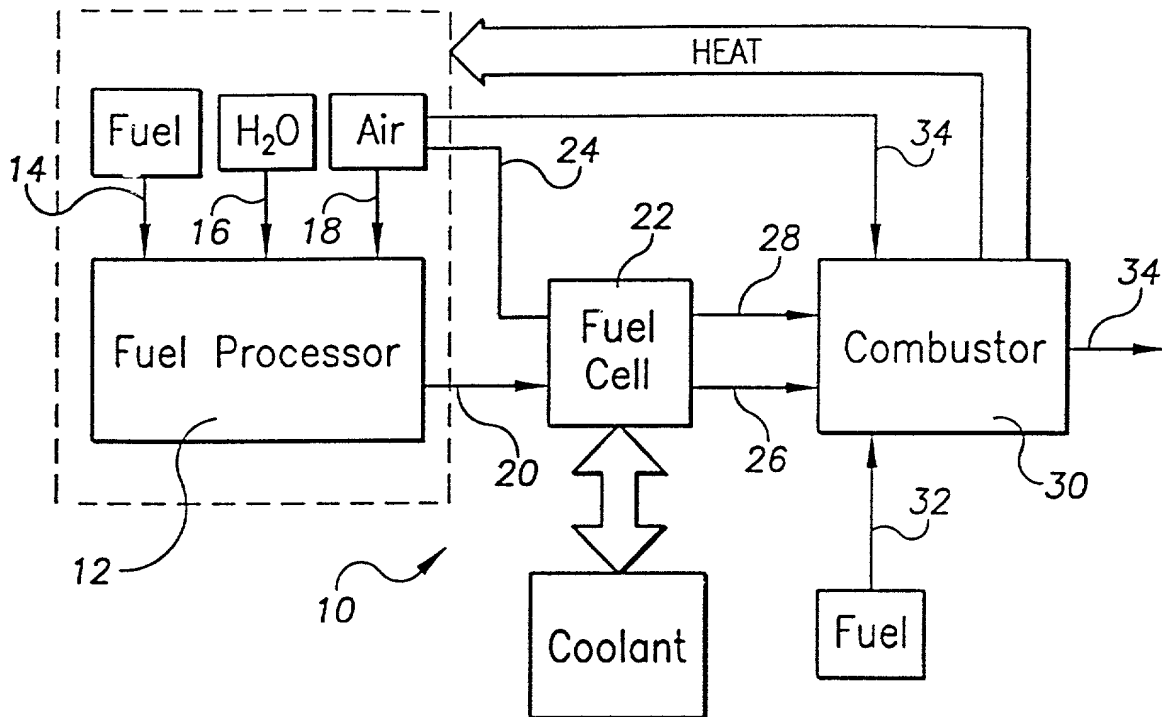 HEAT
Fuel
H₂O
Air
14
16
18
24
34
22
28
34
Fuel Processor
Fuel
Cell
Combustor
20
26
30
12
10
32
Coolant
Fuel